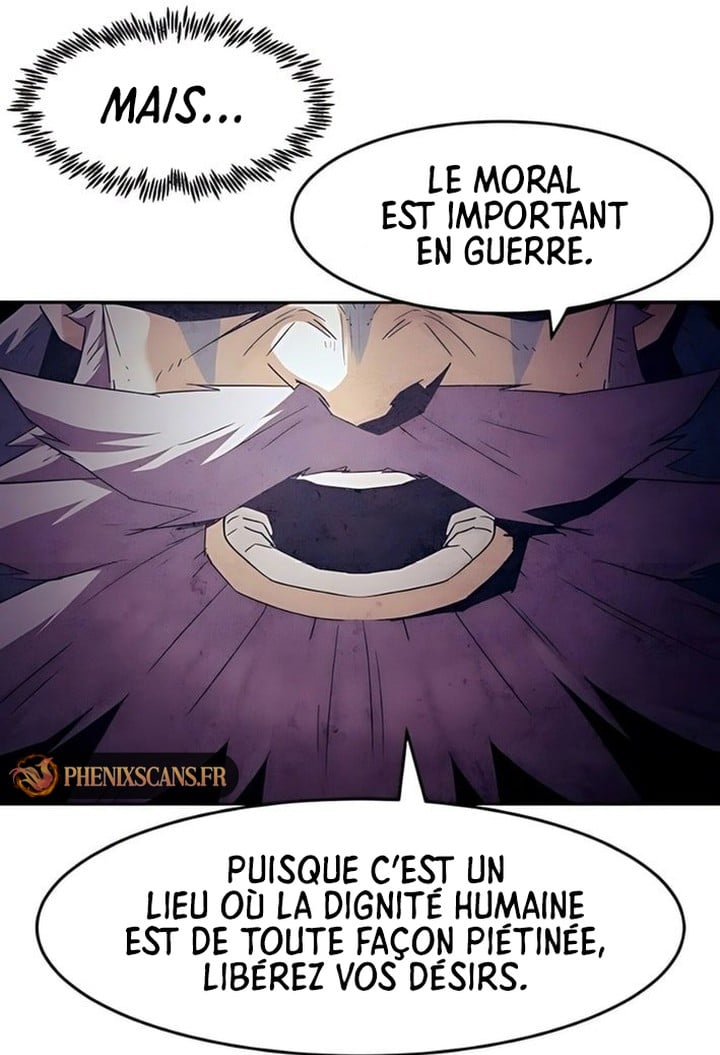 MAIS...
LE MORAL
EST IMPORTANT
EN GUERRE.
PHENIXSCANS.FR
PUISQUE C'EST UN
LIEU OÙ LA DIGNITÉ HUMAINE
EST DE TOUTE FAÇON PIÉTINÉE,
LIBÉREZ VOS DÉSIRS.